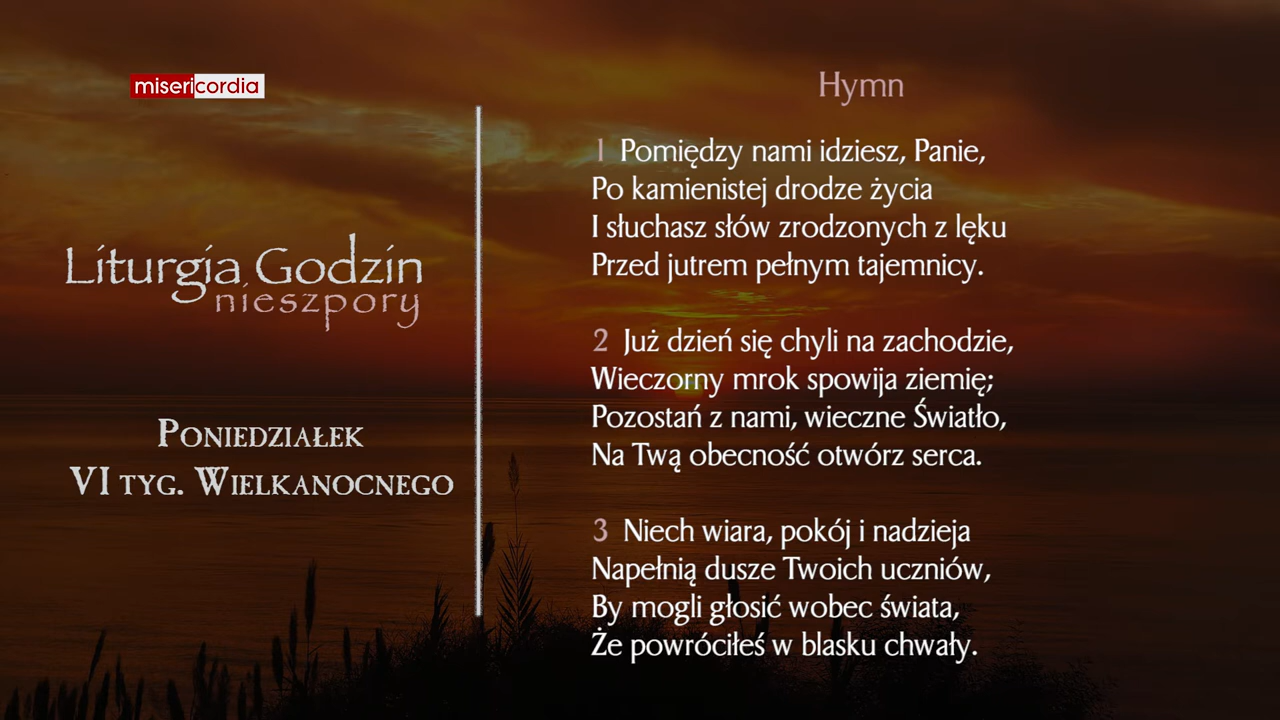 misericordia
Liturgia Godzin
nieszpory
Poniedziałek
VI tyg. Wielkanocnego
Hymn
1 Pomiędzy nami idziesz, Panie,
Po kamienistej drodze życia
I słuchasz słów zrodzonych z lęku
Przed jutrem pełnym tajemnicy.
2 Już dzień się chyli na zachodzie,
Wieczorny mrok spowija ziemię;
Pozostań z nami, wieczne Światło,
Na Twą obecność otwórz serca.
3 Niech wiara, pokój i nadzieja
Napełnią dusze Twoich uczniów,
By mogli głosić wobec świata,
Że powróciłeś w blasku chwały.